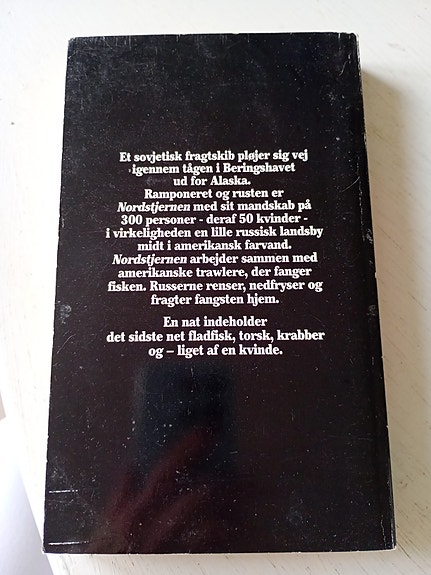 Et sovjetisk fragtskib pløjer sig vej
igennem tågen i Beringshavet
ud for Alaska.
Ramponeret og rusten er
Nordstjernen med sit mandskab på
300 personer - deraf 50 kvinder -
i virkeligheden en lille russisk landsby
midt i amerikansk farvand.
Nordstjernen arbejder sammen med
amerikanske trawlere, der fanger
fisken. Russerne renser, nedfryser og
fragter fangsten hjem.
En nat indeholder
det sidste net fladfisk, torsk, krabber
og – liget af en kvinde.